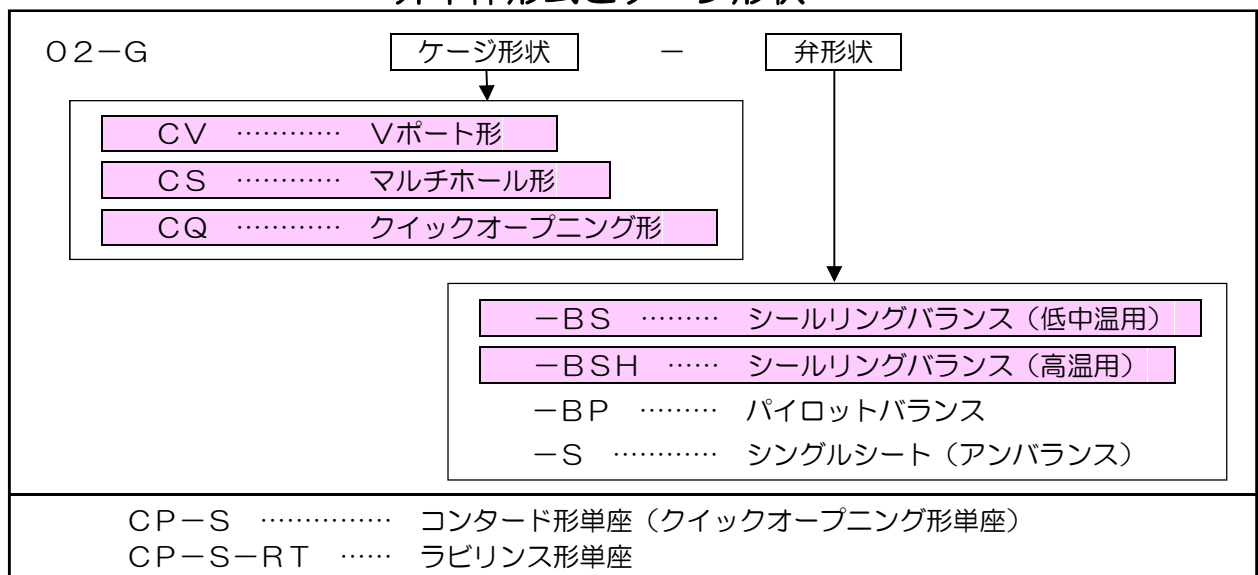 02-G ケージ形状 - 弁形状
CV ………… Vポート形
CS ………… マルチホール形
CQ ………… クイックオープニング形
-BS ……… シールリングバランス(低中温用)
-BSH …… シールリングバランス(高温用)
-BP ……… パイロットバランス
-S ………… シングルシート(アンバランス)
CP-S …………… コンタード形単座(クイックオープニング形単座)
CP-S-RT …… ラビリンス形単座